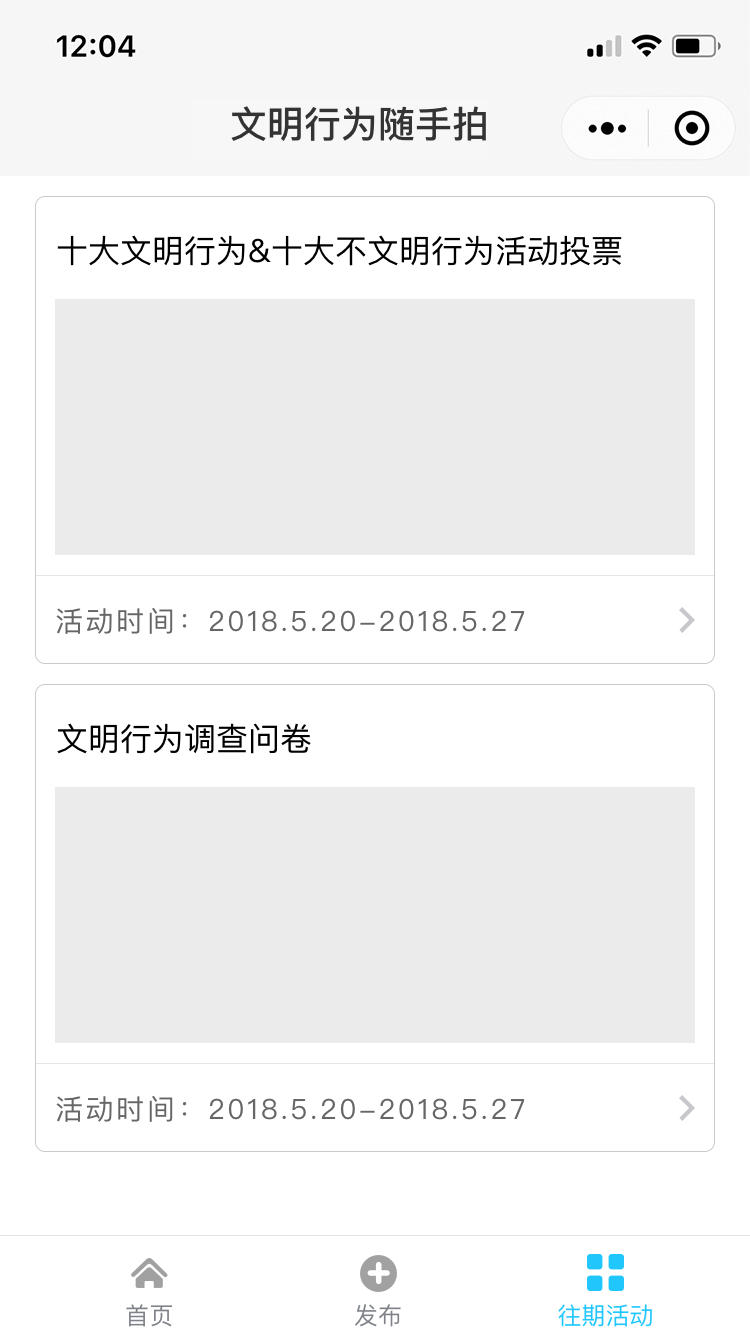 12:04
文明行为随手拍
十大文明行为&十大不文明行为活动投票
活动时间：2018.5.20-2018.5.27
文明行为调查问卷
活动时间：2018.5.20-2018.5.27
首页 发布 往期活动